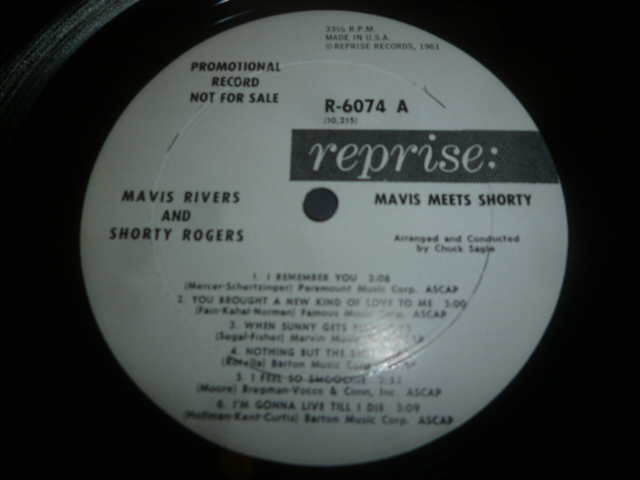 33⅓ R.P.M.
MADE IN U.S.A.
©REPRISE RECORDS, 1961
PROMOTIONAL
RECORD
NOT FOR SALE
R-6074 A
(10,215)
reprise:
MAVIS RIVERS
AND
SHORTY ROGERS
MAVIS MEETS SHORTY
Arranged and Conducted
by Chuck Sagle
1. I REMEMBER YOU 3:08
(Mercer-Schertzinger) Paramount Music Corp. ASCAP
2. YOU BROUGHT A NEW KIND OF LOVE TO ME 3:00
(Fain-Kahal-Norman) Famous Music Corp. ASCAP
3. WHEN SUNNY GETS
(Segal-Fisher) Marvin Music
4. NOTHING BUT THE
Barton Music
5. I FEEL SO SMOOCHIE
(Moore) Bregman-Vocco & Conn, Inc. ASCAP
6. I'M GONNA LIVE TILL I DIE 3:09
(Hoffman-Kent-Curtis) Barton Music Corp. ASCAP